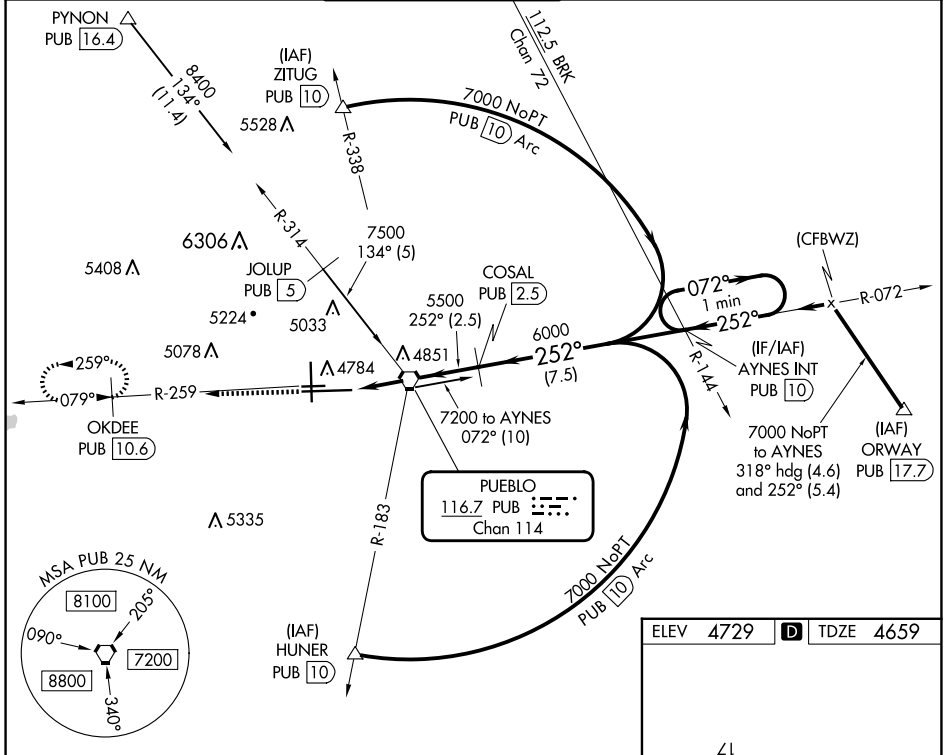 PYNON
PUB 16.4
8400
134°
(11.4)
(IAF)
ZITUG
PUB 10
5528
R-338
112.5 BRK
Chan 72
7000 NoPT
PUB 10 Arc
R-314
6306
7500
134° (5)
JOLUP
PUB 5
5408
5224
5033
5078
4784
4851
COSAL
PUB 2.5
5500
252° (2.5)
6000
252°
(7.5)
072°
1 min
252°
(CFBWZ)
R-072
(IF/IAF)
AYNES INT
PUB 10
R-144
259°
079°
R-259
OKDEE
PUB 10.6
7200 to AYNES
072° (10)
7000 NoPT
to AYNES
318° hdg (4.6)
and 252° (5.4)
(IAF)
ORWAY
PUB 17.7
PUEBLO
116.7 PUB
Chan 114
5335
R-183
7000 NoPT
PUB 10 Arc
(IAF)
HUNER
PUB 10
MSA PUB 25 NM
8100
205°
090°
7200
8800
340°
ELEV 4729 D TDZE 4659
17